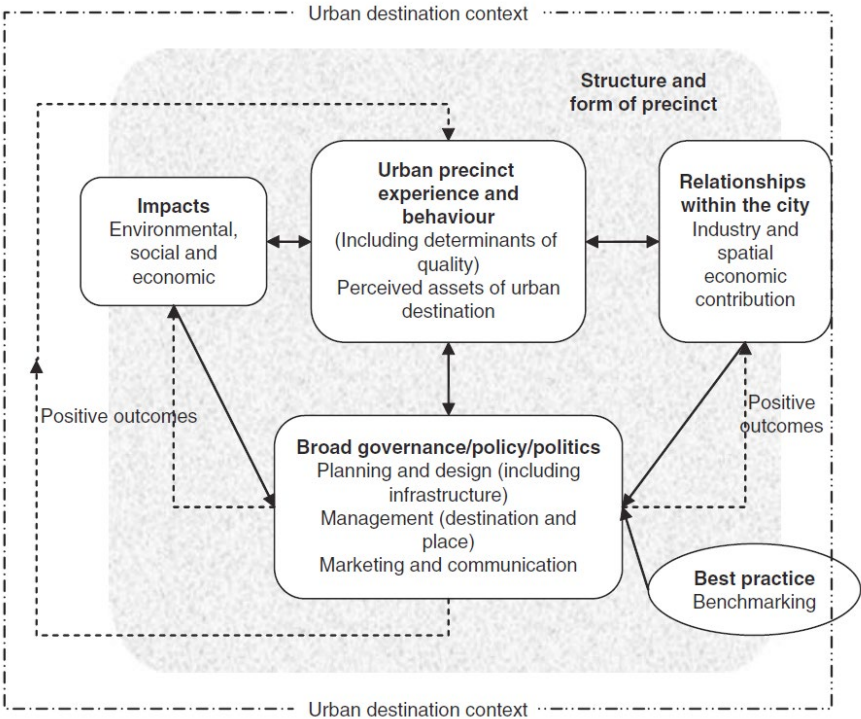 Urban destination context
Structure and
form of precinct
Urban precinct
experience and
behaviour
(Including determinants of
quality)
Perceived assets of urban
destination
Impacts
Environmental,
social and
economic
Relationships
within the city
Industry and
spatial
economic
contribution
Positive outcomes
Positive
outcomes
Broad governance/policy/politics
Planning and design (including
infrastructure)
Management (destination and
place)
Marketing and communication
Best practice
Benchmarking
Urban destination context